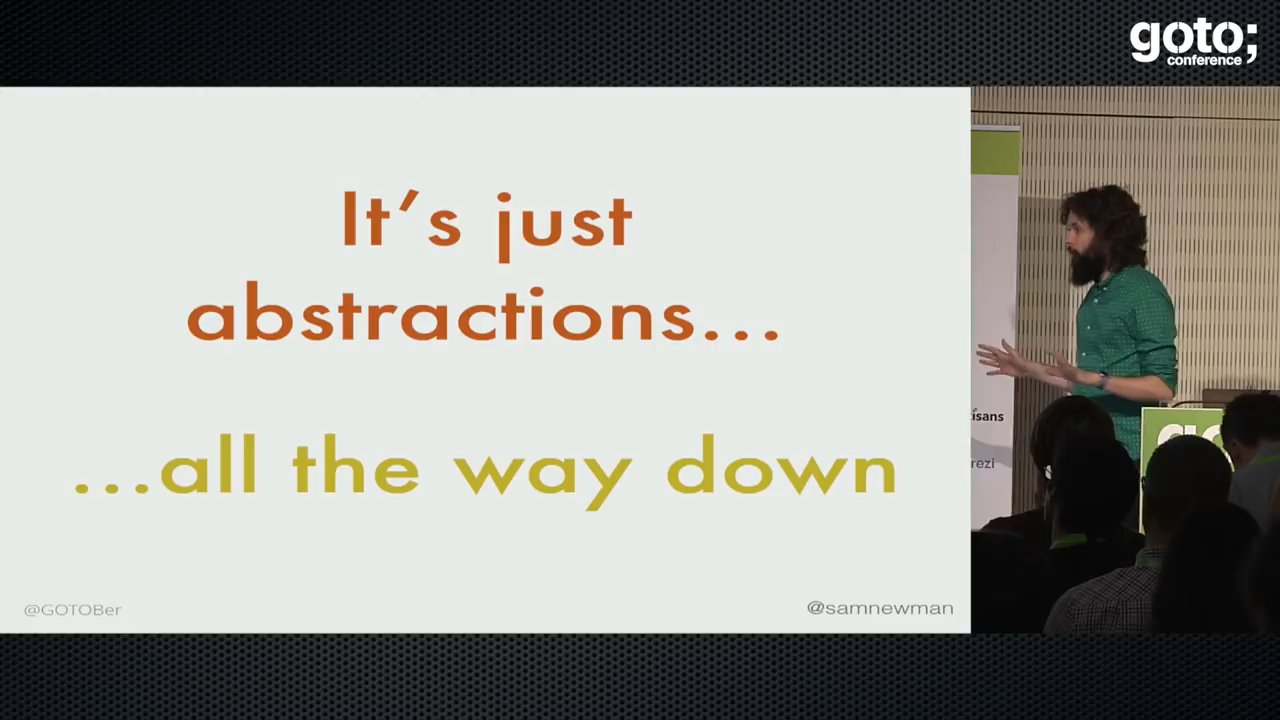 goto;
conference
It’s just
abstractions...
...all the way down
@GOTOBer
@samnewman